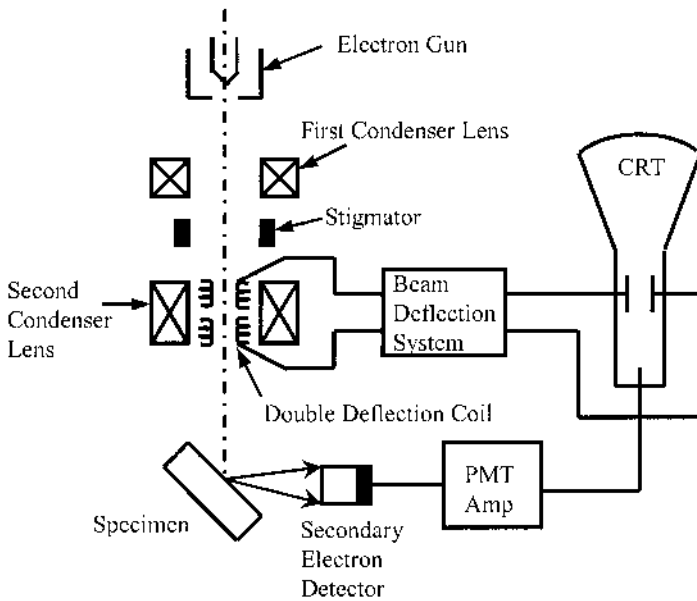 Electron Gun
First Condenser Lens
CRT
Stigmator
Second
Condenser
Lens
Beam
Deflection
System
Double Deflection Coil
PMT
Amp
Specimen
Secondary
Electron
Detector